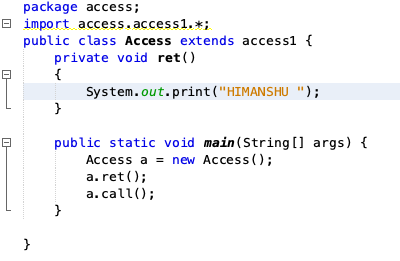 package access;
import access.access1.*;
public class Access extends access1 {
    private void ret()
    {
        System.out.print("HIMANSHU ");
    }

    public static void main(String[] args) {
        Access a = new Access();
        a.ret();
        a.call();
    }

}